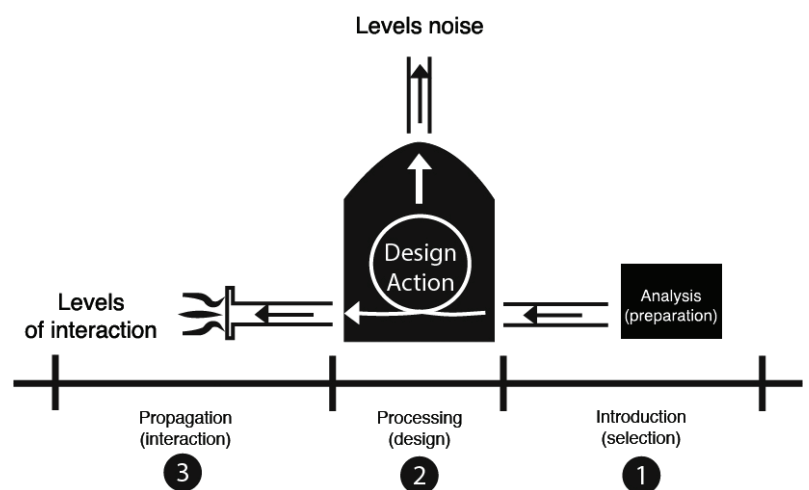 Levels noise
Design
Action
Analysis
(preparation)
Levels
of interaction
Propagation
(interaction)
Processing
(design)
Introduction
(selection)
3
2
1